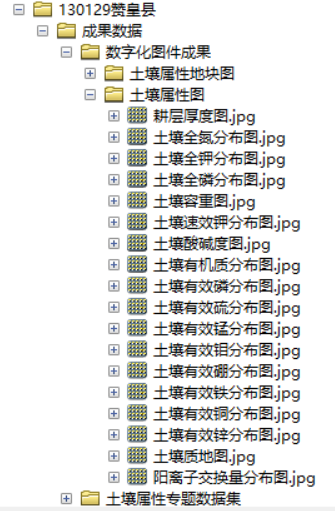 130129赞皇县
成果数据
数字化图件成果
土壤属性地块图
土壤属性图
耕层厚度图.jpg
土壤全氮分布图.jpg
土壤全钾分布图.jpg
土壤全磷分布图.jpg
土壤容重图.jpg
土壤速效钾分布图.jpg
土壤酸碱度图.jpg
土壤有机质分布图.jpg
土壤有效磷分布图.jpg
土壤有效硫分布图.jpg
土壤有效锰分布图.jpg
土壤有效钼分布图.jpg
土壤有效硼分布图.jpg
土壤有效铁分布图.jpg
土壤有效铜分布图.jpg
土壤有效锌分布图.jpg
土壤质地图.jpg
阳离子交换量分布图.jpg
土壤属性专题数据集